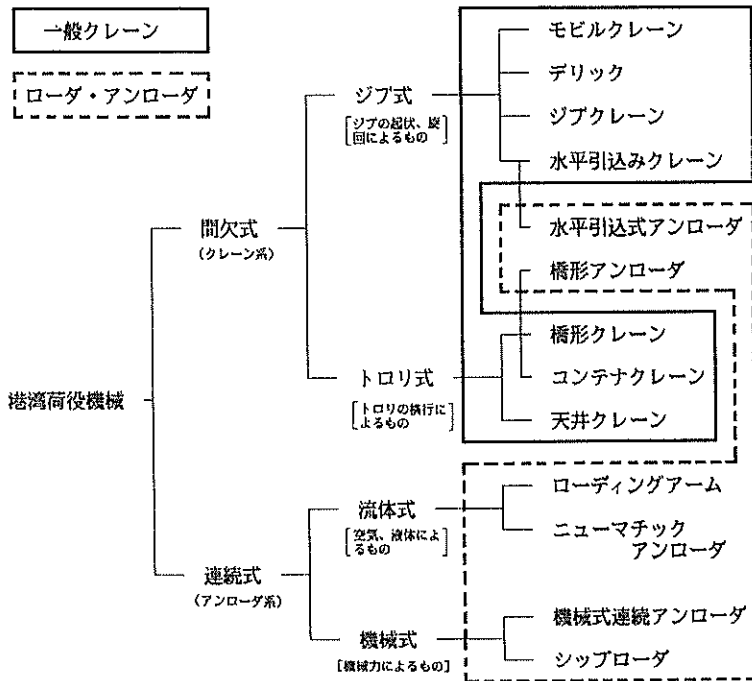 一般クレーン
ローダ・アンローダ
港湾荷役機械
間欠式
(クレーン系)
ジブ式
[ジブの起伏、旋
回によるもの]
モビルクレーン
デリック
ジブクレーン
水平引込みクレーン
水平引込式アンローダ
橋形アンローダ
トロリ式
[トロリの横行に
よるもの]
橋形クレーン
コンテナクレーン
天井クレーン
連続式
(アンローダ系)
流体式
[空気、液体によ
るもの]
ローディングアーム
ニューマチック
アンローダ
機械式
[機械力によるもの]
機械式連続アンローダ
シップローダ